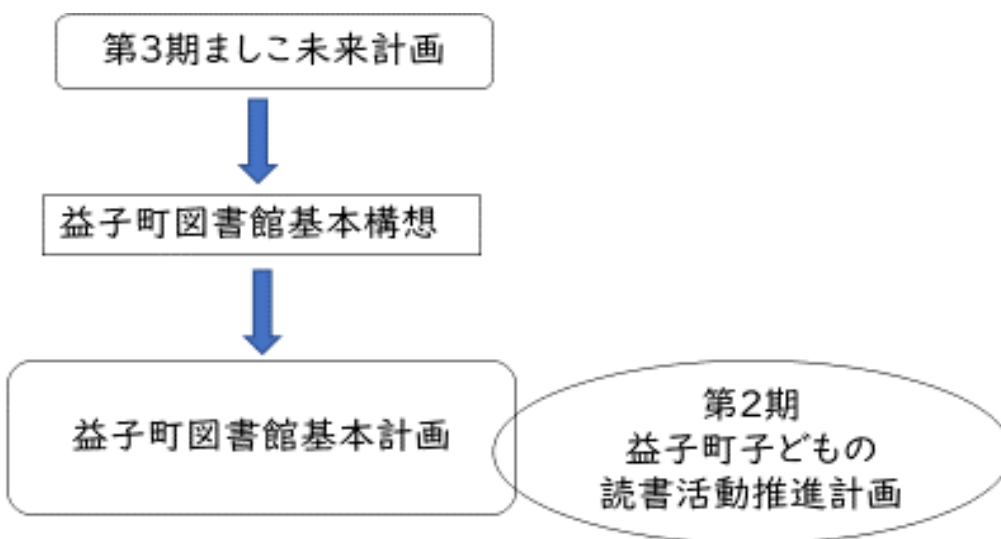 第3期ましこ未来計画
益子町図書館基本構想
益子町図書館基本計画
第2期
益子町子どもの
読書活動推進計画